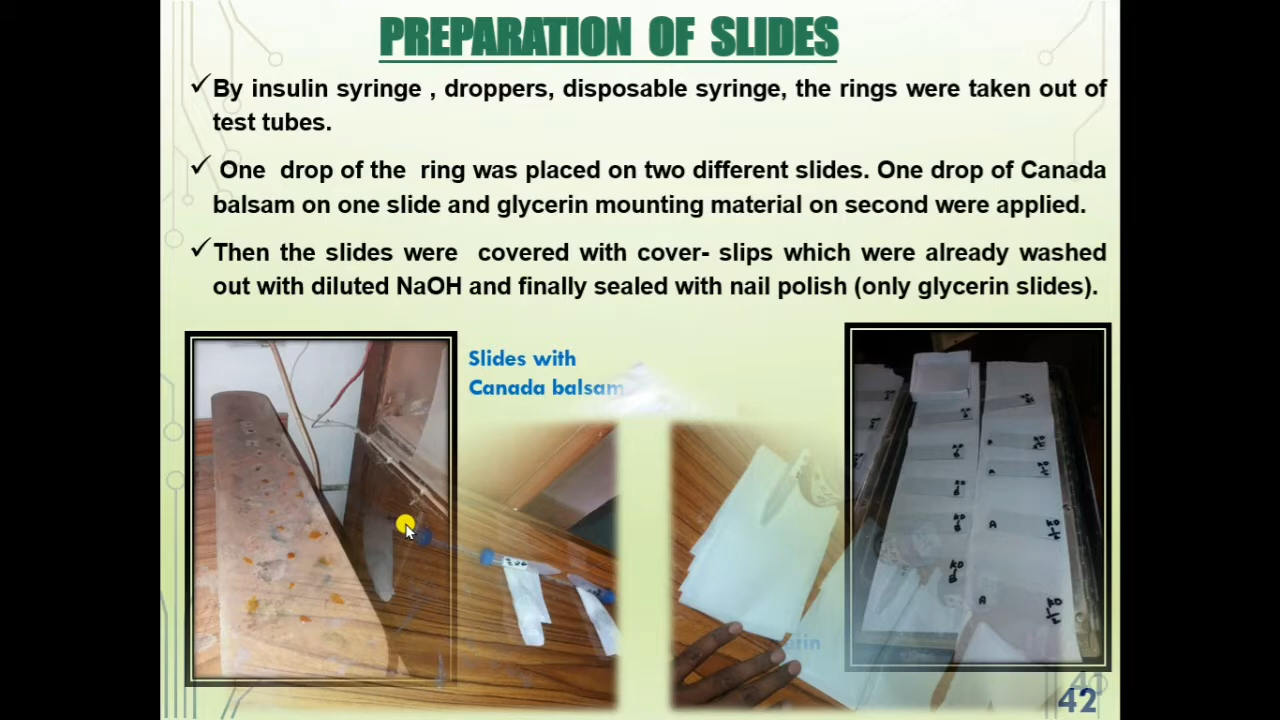 PREPARATION OF SLIDES
✓By insulin syringe , droppers, disposable syringe, the rings were taken out of
test tubes.
✓ One drop of the ring was placed on two different slides. One drop of Canada
balsam on one slide and glycerin mounting material on second were applied.
✓Then the slides were covered with cover- slips which were already washed
out with diluted NaOH and finally sealed with nail polish (only glycerin slides).
Slides with
Canada balsam
42